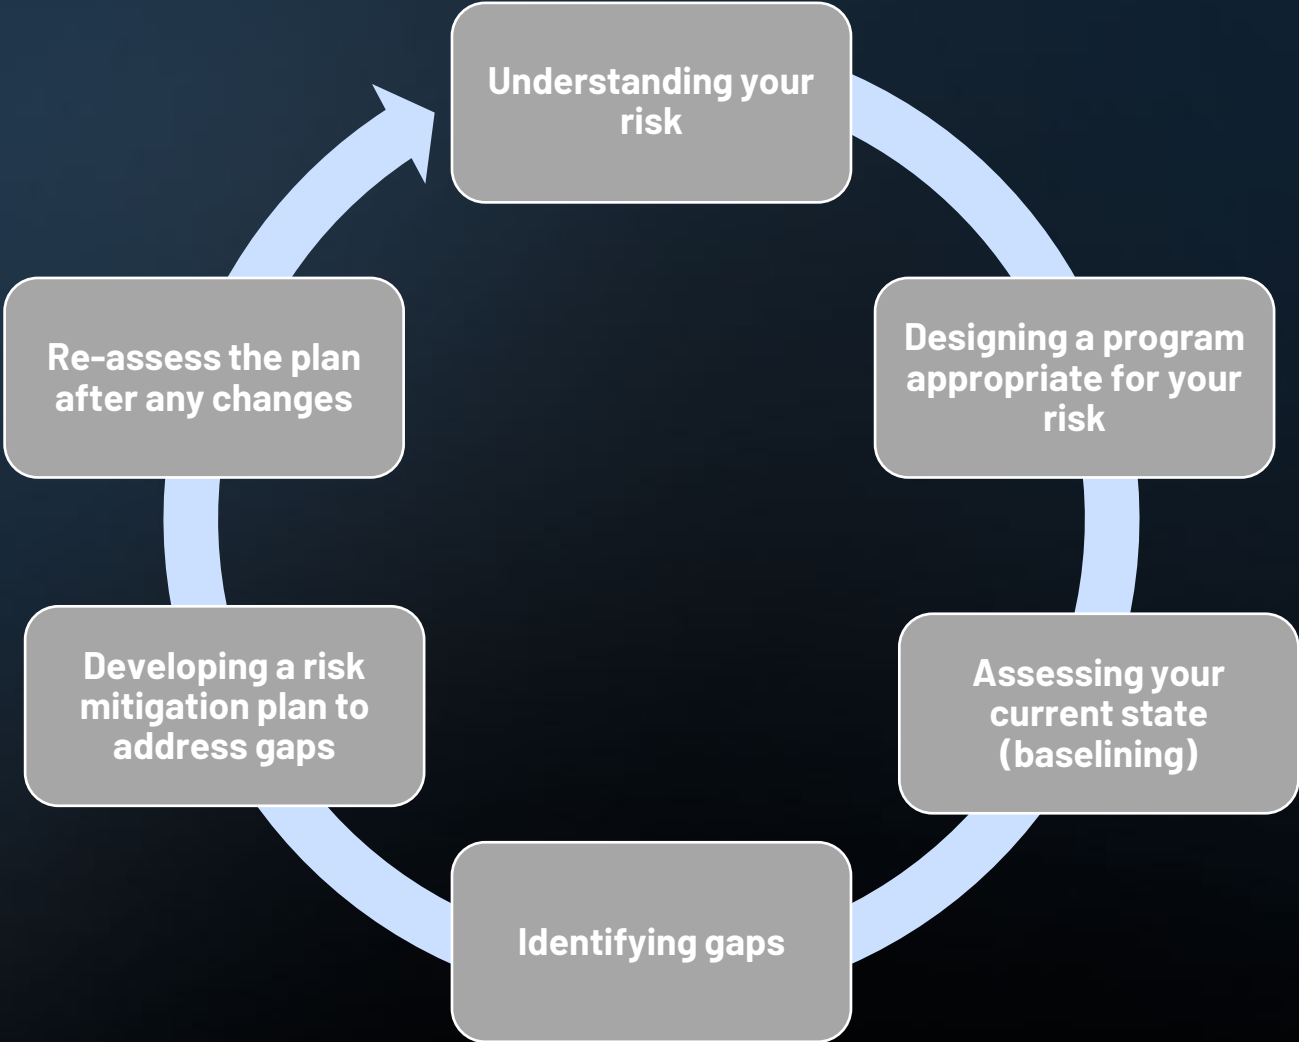 Understanding your
risk
Designing a program
appropriate for your
risk
Assessing your
current state
(baselining)
Identifying gaps
Developing a risk
mitigation plan to
address gaps
Re-assess the plan
after any changes